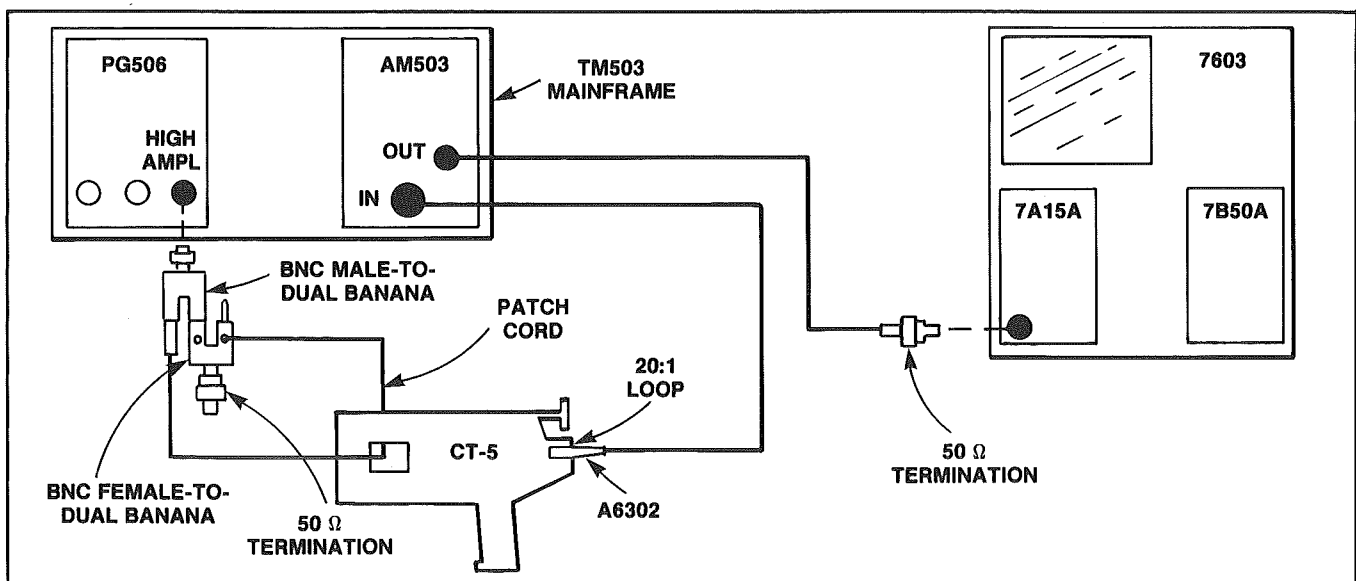 PG506
HIGH
AMPL
AM503
OUT
IN
TM503
MAINFRAME
7603
7A15A
7B50A
BNC MALE-TO-
DUAL BANANA
PATCH
CORD
20:1
LOOP
CT-5
A6302
50 Ω
TERMINATION
BNC FEMALE-TO-
DUAL BANANA
50 Ω
TERMINATION